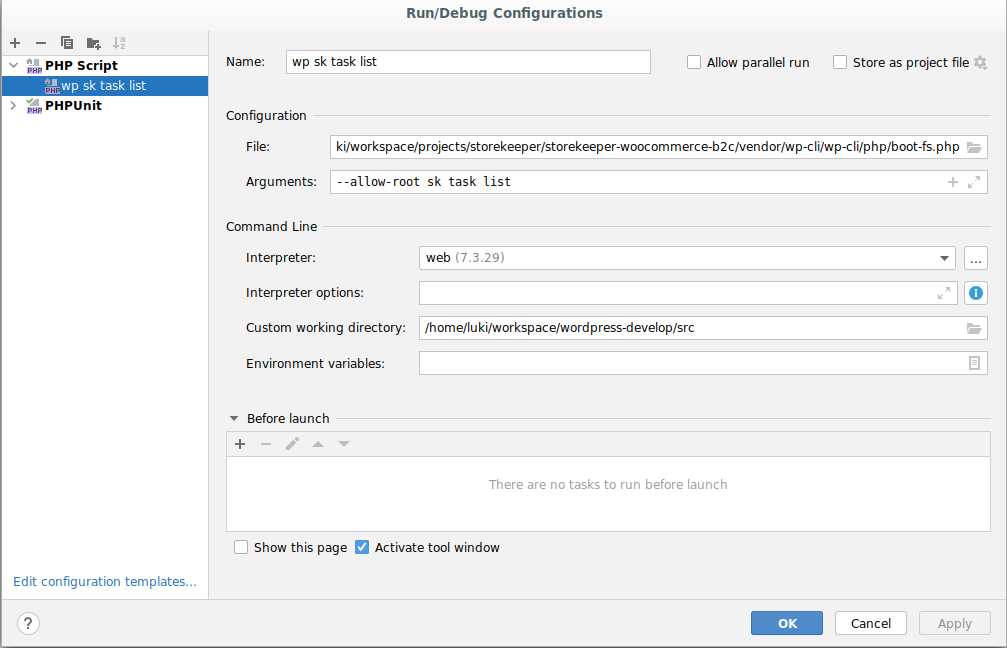 Run/Debug Configurations
PHP Script
wp sk task list
PHPUnit
Edit configuration templates...
Name: wp sk task list
Allow parallel run
Store as project file
Configuration
File: ki/workspace/projects/storekeeper/storekeeper-woocommerce-b2c/vendor/wp-cli/wp-cli/php/boot-fs.php
Arguments: --allow-root sk task list
Command Line
Interpreter: web (7.3.29) ...
Interpreter options:
Custom working directory: /home/luki/workspace/wordpress-develop/src
Environment variables:
Before launch
There are no tasks to run before launch
Show this page Activate tool window
? OK Cancel Apply